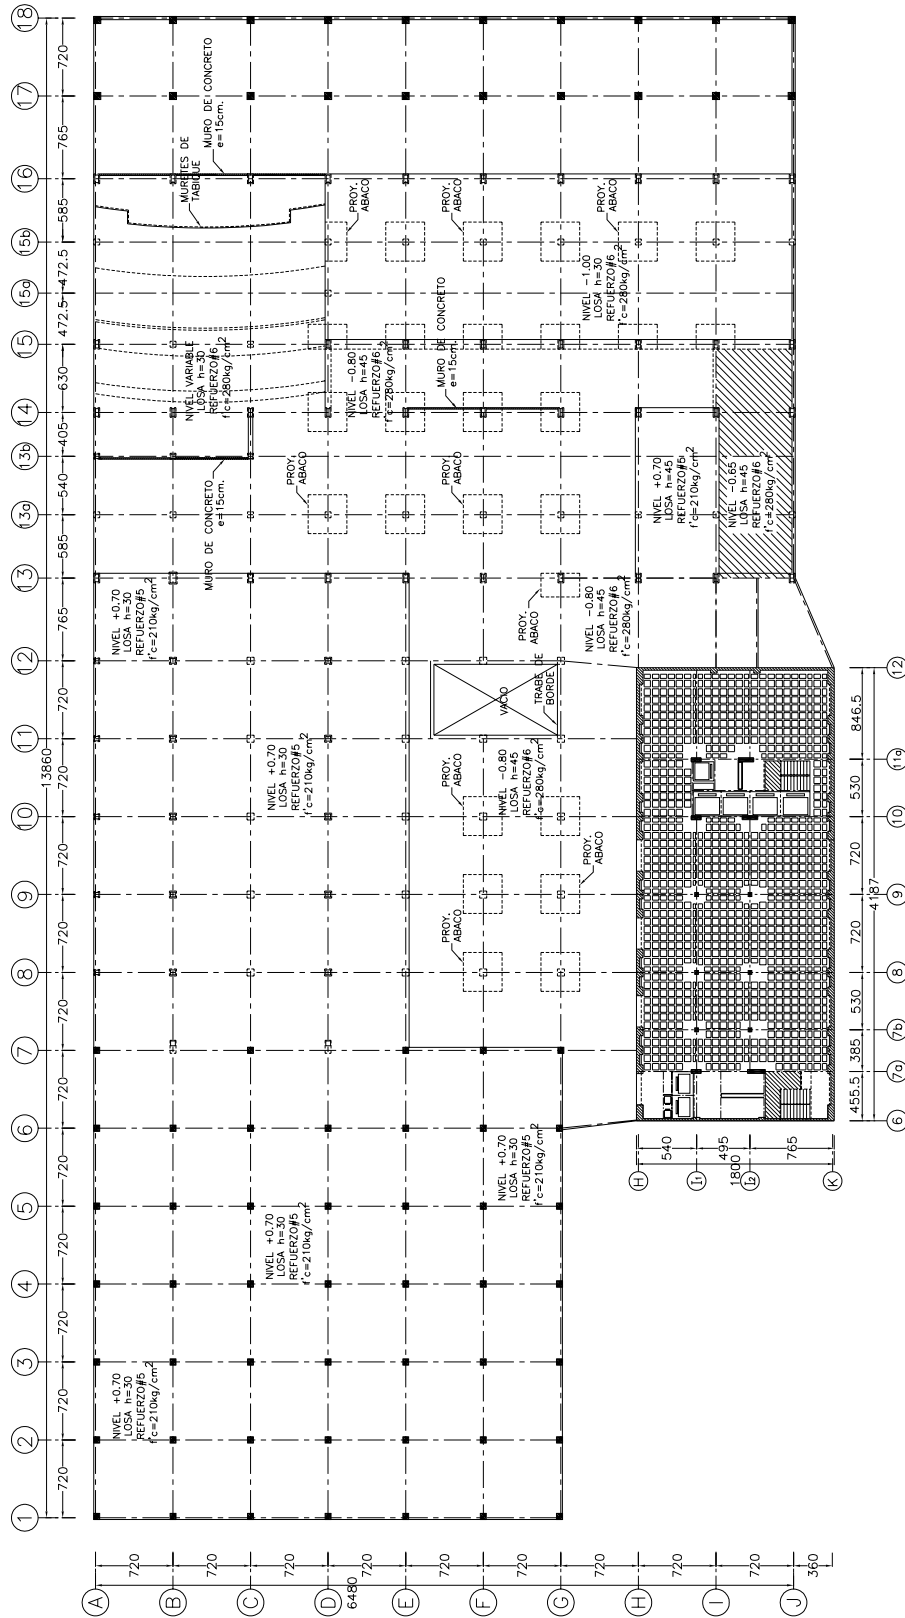 18
17
16
15b
15a
15
14
13b
13a
13
12
11
10
9
8
7
6
5
4
3
2
1
720
765
585
472.5
472.5
630
405
540
585
765
720
720
720
720
720
720
720
720
720
720
720
13860
MURETES DE
TABIQUE
MURO DE CONCRETO
e=15cm.
PROY.
ABACO
PROY.
ABACO
PROY.
ABACO
NIVEL VARIABLE
LOSA h=30
REFUERZO#6
f'c=280kg/cm2
NIVEL -0.80
LOSA h=45
REFUERZO#6
f'c=280kg/cm2
MURO DE CONCRETO
e=15cm.
NIVEL -1.00
LOSA h=30
REFUERZO#6
f'c=280kg/cm2
MURO DE CONCRETO
e=15cm.
PROY.
ABACO
PROY.
ABACO
NIVEL +0.70
LOSA h=45
REFUERZO#5
f'c=210kg/cm2
NIVEL -0.65
LOSA h=45
REFUERZO#6
f'c=280kg/cm2
NIVEL +0.70
LOSA h=30
REFUERZO#5
f'c=210kg/cm2
PROY.
ABACO
NIVEL -0.80
LOSA h=45
REFUERZO#6
f'c=280kg/cm2
VACIO
TRABE DE
BORDE
NIVEL +0.70
LOSA h=30
REFUERZO#5
f'c=210kg/cm2
PROY.
ABACO
NIVEL -0.80
LOSA h=45
REFUERZO#6
f'c=280kg/cm2
PROY.
ABACO
PROY.
ABACO
NIVEL +0.70
LOSA h=30
REFUERZO#5
f'c=210kg/cm2
NIVEL +0.70
LOSA h=30
REFUERZO#5
f'c=210kg/cm2
NIVEL +0.70
LOSA h=30
REFUERZO#5
f'c=210kg/cm2
12
11a
10
9
8
7b
7a
6
846.5
530
720
720
530
385
455.5
4187
H
I1
I2
K
540
495
765
1800
A
B
C
D
E
F
G
H
I
J
720
720
720
720
720
720
720
720
720
360
6480